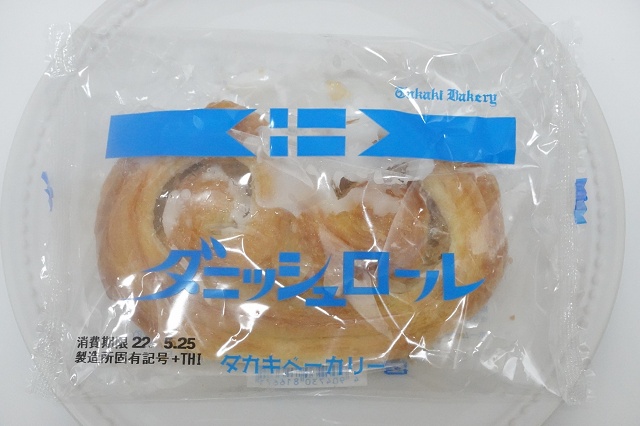 Takaki Bakery
ダニッシュロール
消費期限 22. 5.25
製造所固有記号 +THI
タカキベーカリー